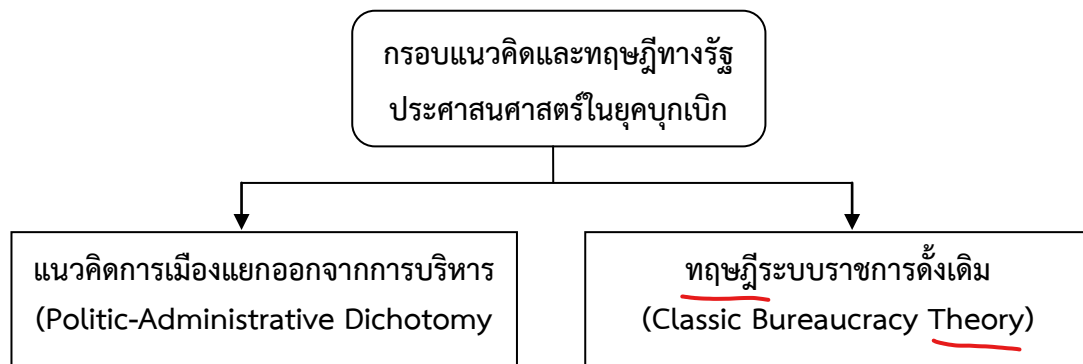 กรอบแนวคิดและทฤษฎีทางรัฐ
ประศาสนศาสตร์ในยุคบุกเบิก
แนวคิดการเมืองแยกออกจากการบริหาร
(Politic-Administrative Dichotomy
ทฤษฎีระบบราชการดั้งเดิม
(Classic Bureaucracy Theory)